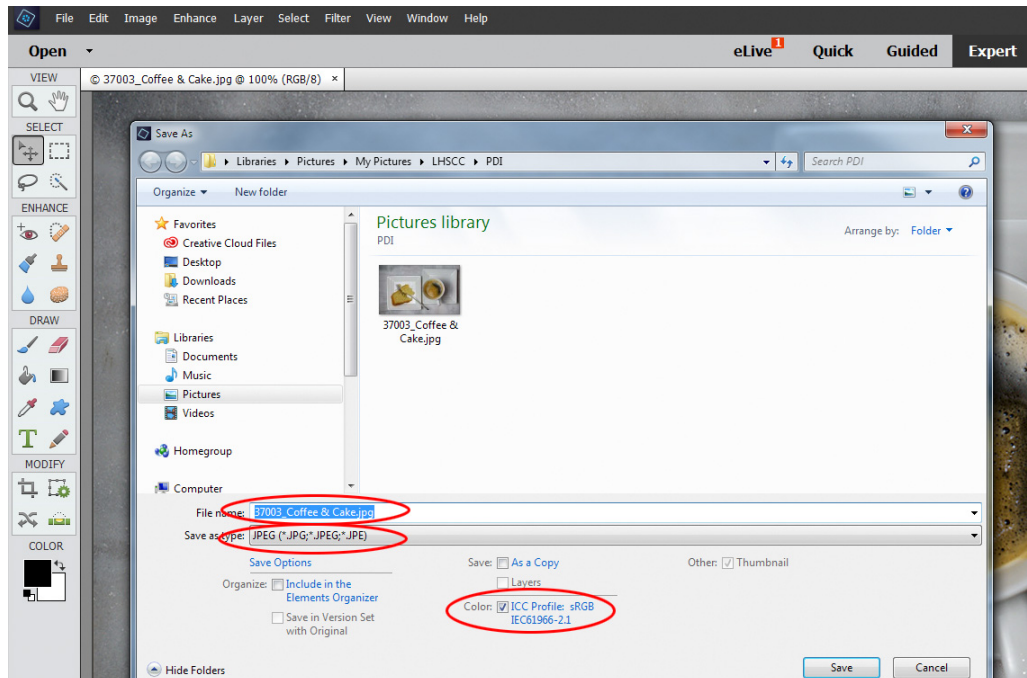 File Edit Image Enhance Layer Select Filter View Window Help
Open eLive 1 Quick Guided Expert
VIEW
© 37003_Coffee & Cake.jpg @ 100% (RGB/8) ×
SELECT
ENHANCE
DRAW
MODIFY
COLOR
Save As
Libraries Pictures My Pictures LHSCC PDI
Search PDI
Organize New folder
Favorites
Creative Cloud Files
Desktop
Downloads
Recent Places
Libraries
Documents
Music
Pictures
Videos
Homegroup
Computer
Pictures library
PDI
Arrange by: Folder
37003_Coffee &
Cake.jpg
File name: 37003_Coffee & Cake.jpg
Save as type: JPEG (*.JPG;*.JPEG;*.JPE)
Save Options
Organize: Include in the
Elements Organizer
Save in Version Set
with Original
Save: As a Copy
Layers
Color: ICC Profile: sRGB
IEC61966-2.1
Other: Thumbnail
Hide Folders
Save Cancel